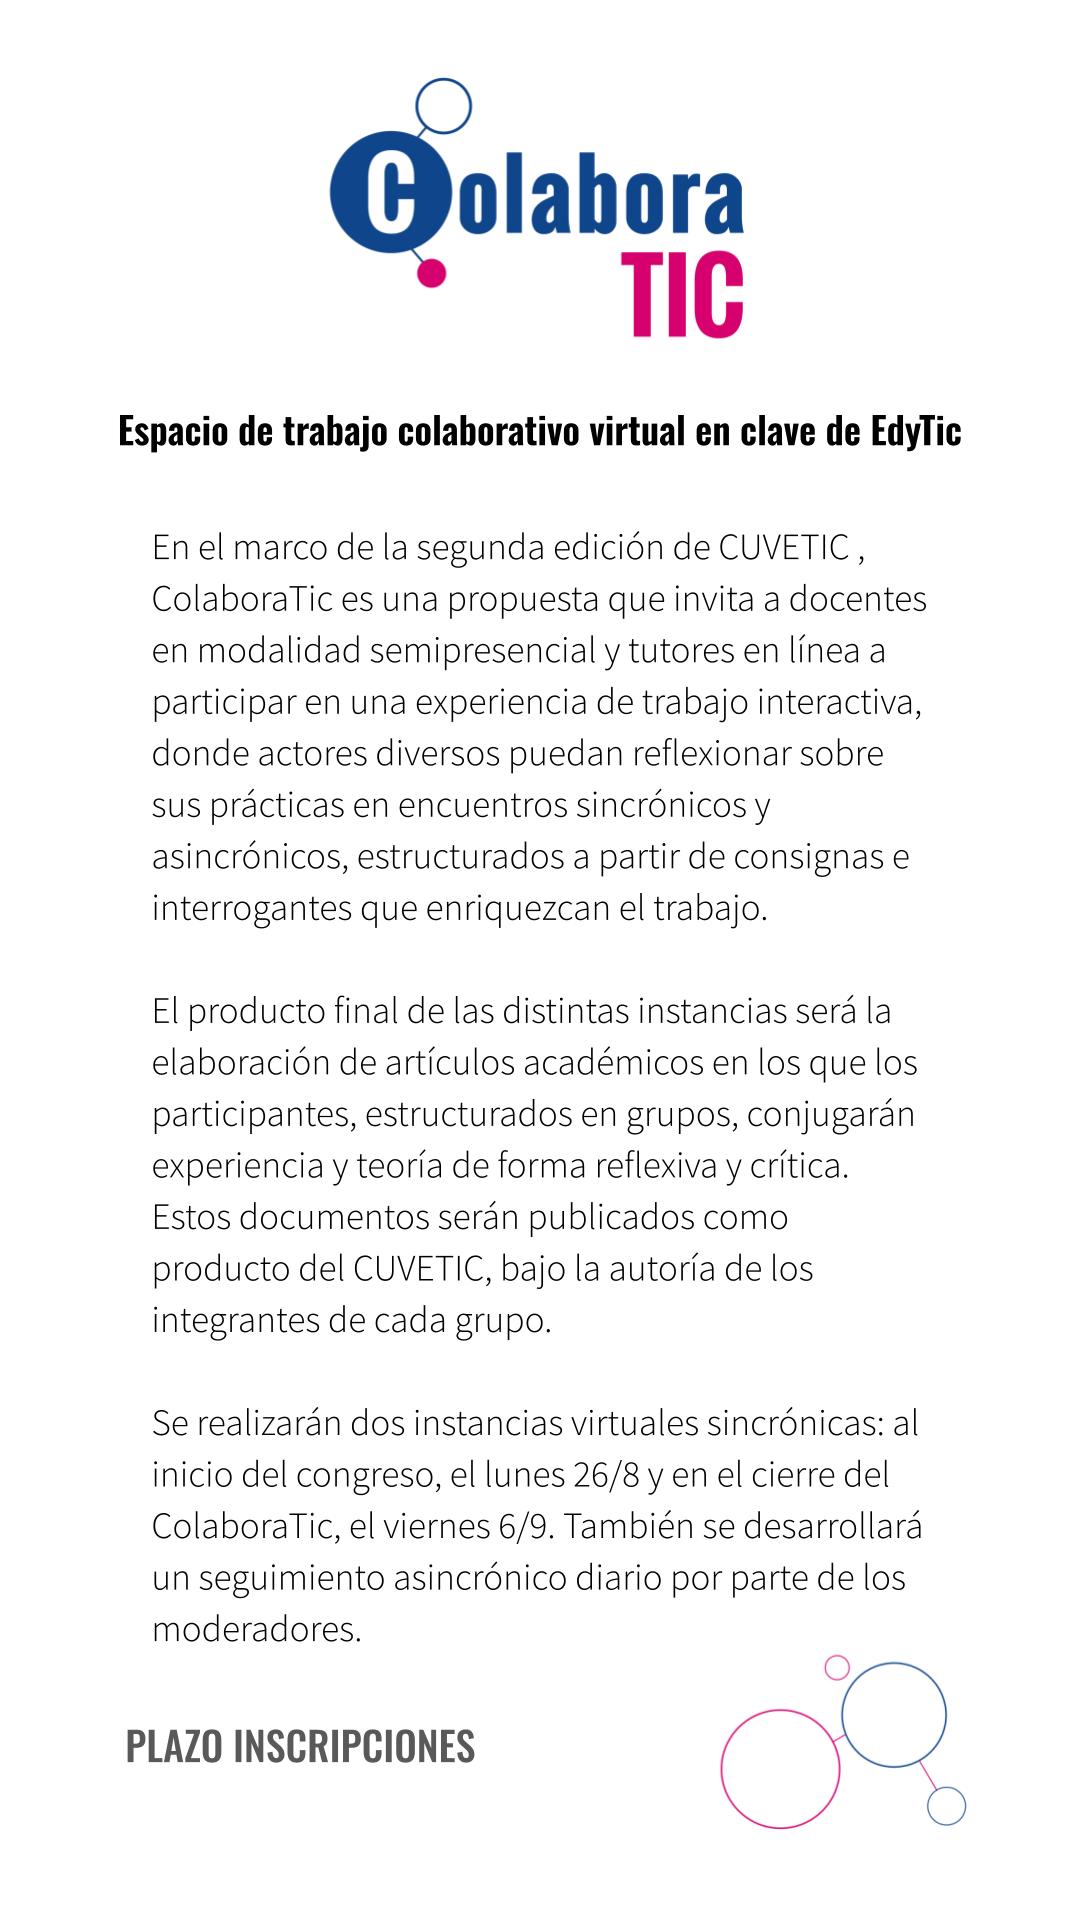 Colabora
TIC
Espacio de trabajo colaborativo virtual en clave de EdyTic
En el marco de la segunda edición de CUVETIC ,
ColaboraTic es una propuesta que invita a docentes
en modalidad semipresencial y tutores en línea a
participar en una experiencia de trabajo interactiva,
donde actores diversos puedan reflexionar sobre
sus prácticas en encuentros sincrónicos y
asincrónicos, estructurados a partir de consignas e
interrogantes que enriquezcan el trabajo.
El producto final de las distintas instancias será la
elaboración de artículos académicos en los que los
participantes, estructurados en grupos, conjugarán
experiencia y teoría de forma reflexiva y crítica.
Estos documentos serán publicados como
producto del CUVETIC, bajo la autoría de los
integrantes de cada grupo.
Se realizarán dos instancias virtuales sincrónicas: al
inicio del congreso, el lunes 26/8 y en el cierre del
ColaboraTic, el viernes 6/9. También se desarrollará
un seguimiento asincrónico diario por parte de los
moderadores.
PLAZO INSCRIPCIONES